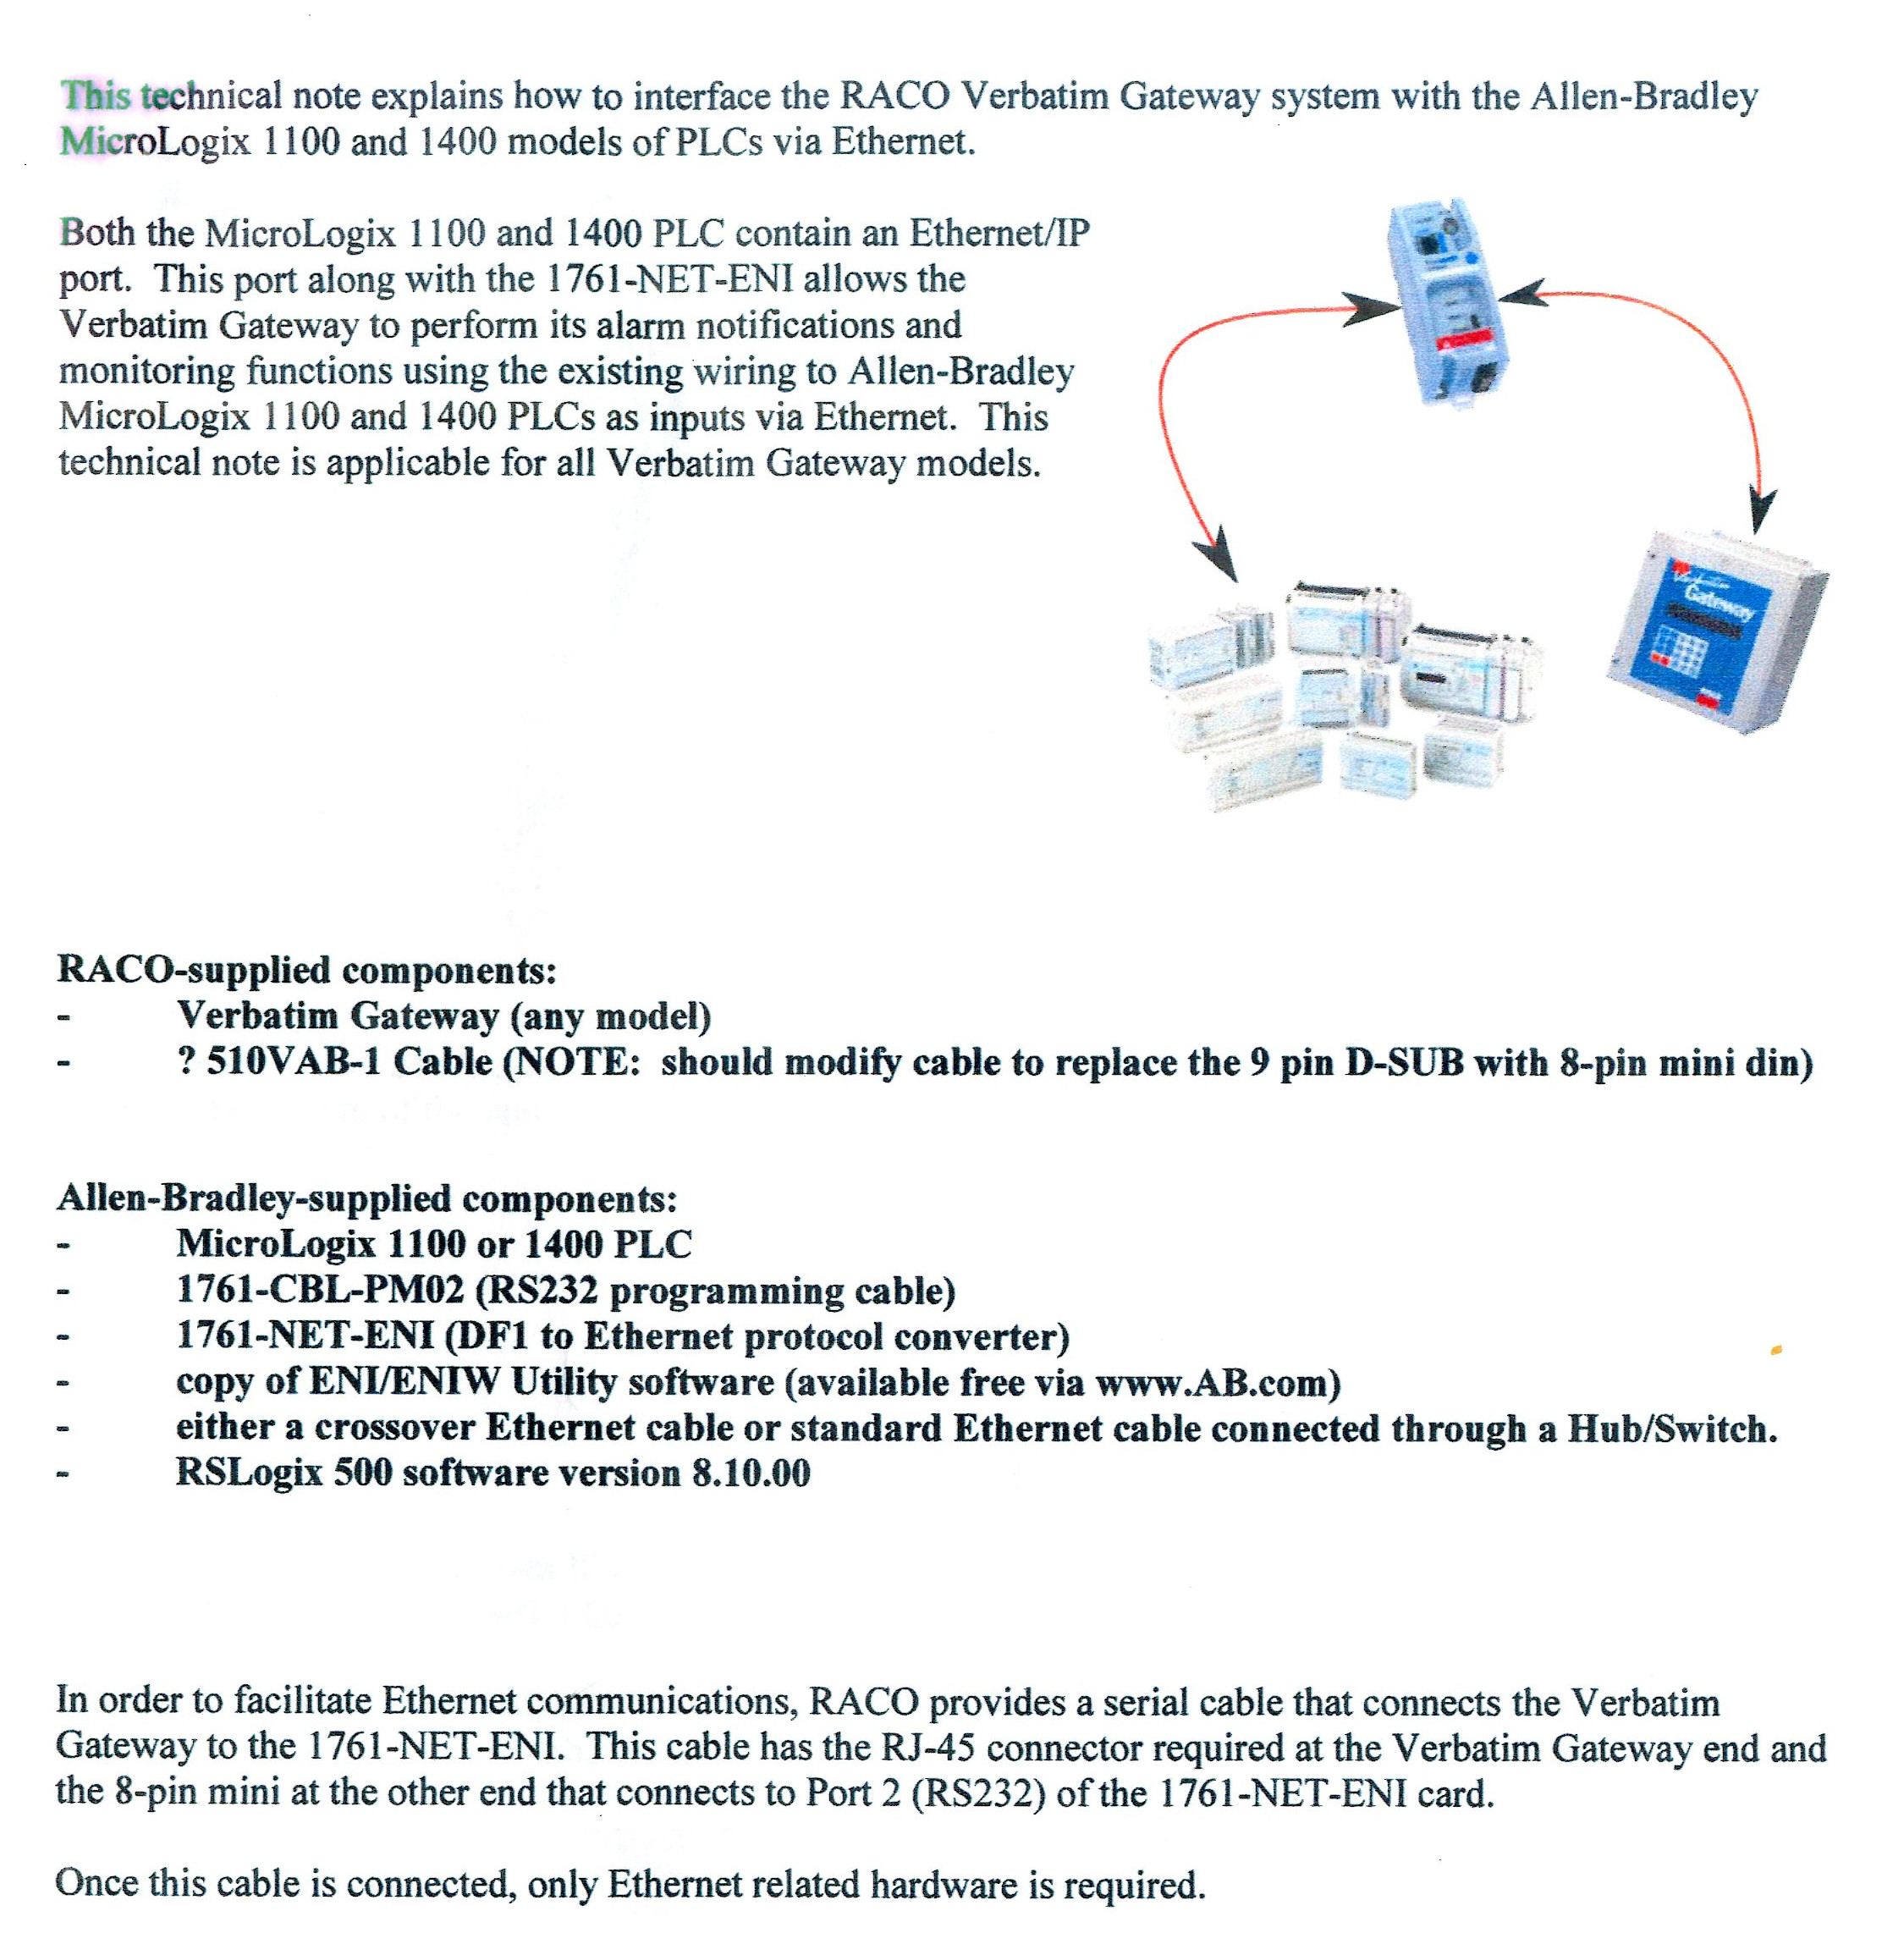 This technical note explains how to interface the RACO Verbatim Gateway system with the Allen-Bradley
MicroLogix 1100 and 1400 models of PLCs via Ethernet.
Both the MicroLogix 1100 and 1400 PLC contain an Ethernet/IP
port.  This port along with the 1761-NET-ENI allows the
Verbatim Gateway to perform its alarm notifications and
monitoring functions using the existing wiring to Allen-Bradley
MicroLogix 1100 and 1400 PLCs as inputs via Ethernet.  This
technical note is applicable for all Verbatim Gateway models.
Verbatim
Gateway
RACO-supplied components:
- Verbatim Gateway (any model)
- ? 510VAB-1 Cable (NOTE:  should modify cable to replace the 9 pin D-SUB with 8-pin mini din)
Allen-Bradley-supplied components:
- MicroLogix 1100 or 1400 PLC
- 1761-CBL-PM02 (RS232 programming cable)
- 1761-NET-ENI (DF1 to Ethernet protocol converter)
- copy of ENI/ENIW Utility software (available free via www.AB.com)
- either a crossover Ethernet cable or standard Ethernet cable connected through a Hub/Switch.
- RSLogix 500 software version 8.10.00
In order to facilitate Ethernet communications, RACO provides a serial cable that connects the Verbatim
Gateway to the 1761-NET-ENI.  This cable has the RJ-45 connector required at the Verbatim Gateway end and
the 8-pin mini at the other end that connects to Port 2 (RS232) of the 1761-NET-ENI card.
Once this cable is connected, only Ethernet related hardware is required.